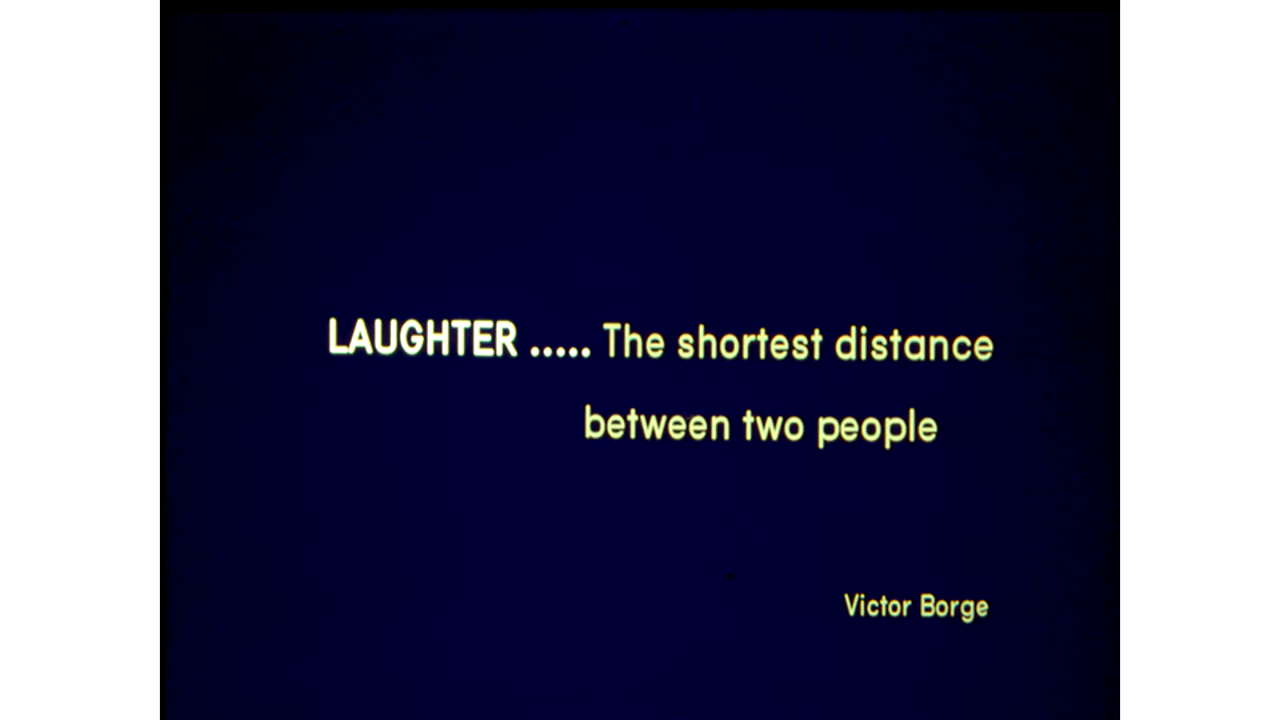 LAUGHTER ..... The shortest distance
between two people
Victor Borge